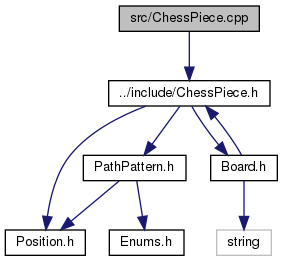 src/ChessPiece.cpp
../include/ChessPiece.h
PathPattern.h
Board.h
Position.h
Enums.h
string